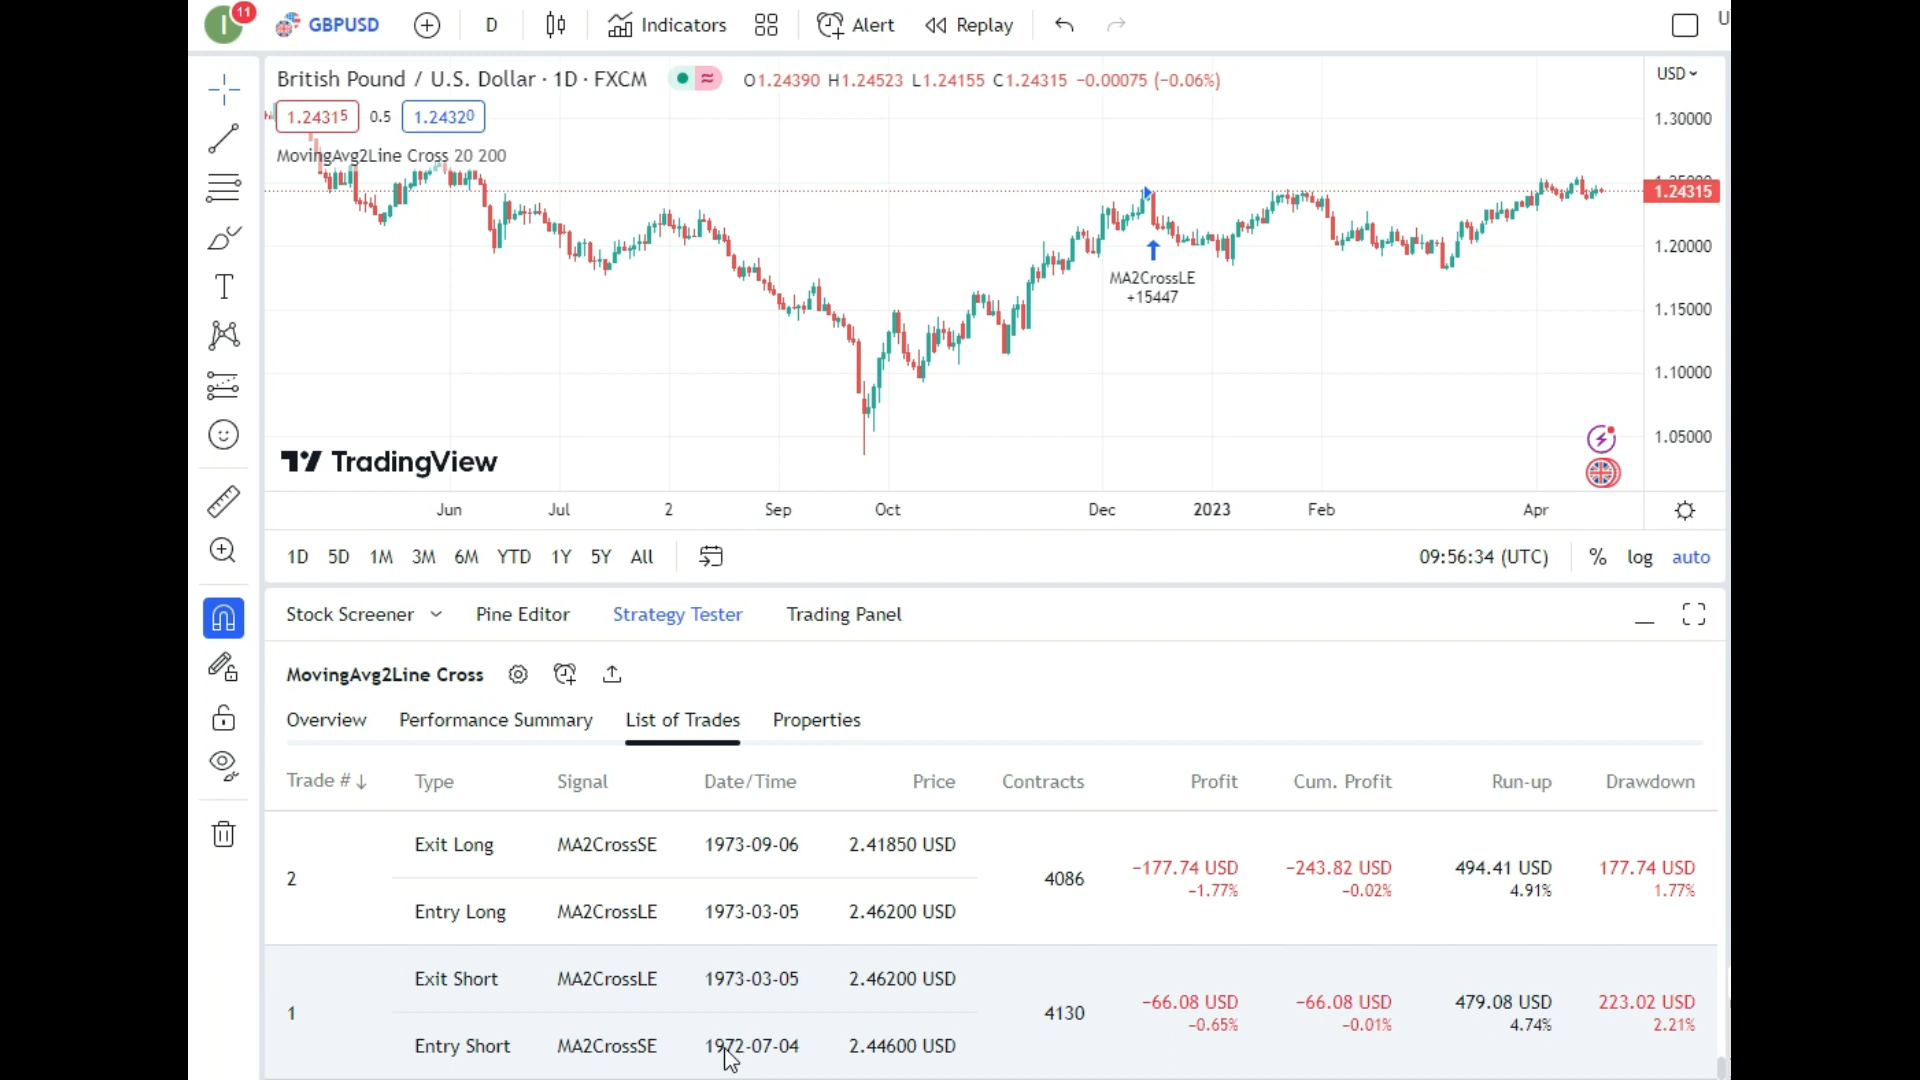 I 11 GBPUSD D Indicators Alert Replay U
British Pound / U.S. Dollar · 1D · FXCM ≈ O1.24390 H1.24523 L1.24155 C1.24315 −0.00075 (−0.06%) USD
1.24315 0.5 1.24320
MovingAvg2Line Cross 20 200
1.30000
1.24315
1.20000
1.15000
1.10000
1.05000
MA2CrossLE
+15447
TradingView
Jun Jul 2 Sep Oct Dec 2023 Feb Apr
1D 5D 1M 3M 6M YTD 1Y 5Y All 09:56:34 (UTC) % log auto
Stock Screener Pine Editor Strategy Tester Trading Panel
MovingAvg2Line Cross
Overview Performance Summary List of Trades Properties
Trade # ↓ Type Signal Date/Time Price Contracts Profit Cum. Profit Run-up Drawdown
Exit Long MA2CrossSE 1973-09-06 2.41850 USD
2 4086 −177.74 USD −243.82 USD 494.41 USD 177.74 USD
−1.77% −0.02% 4.91% 1.77%
Entry Long MA2CrossLE 1973-03-05 2.46200 USD
Exit Short MA2CrossLE 1973-03-05 2.46200 USD
1 4130 −66.08 USD −66.08 USD 479.08 USD 223.02 USD
−0.65% −0.01% 4.74% 2.21%
Entry Short MA2CrossSE 1972-07-04 2.44600 USD